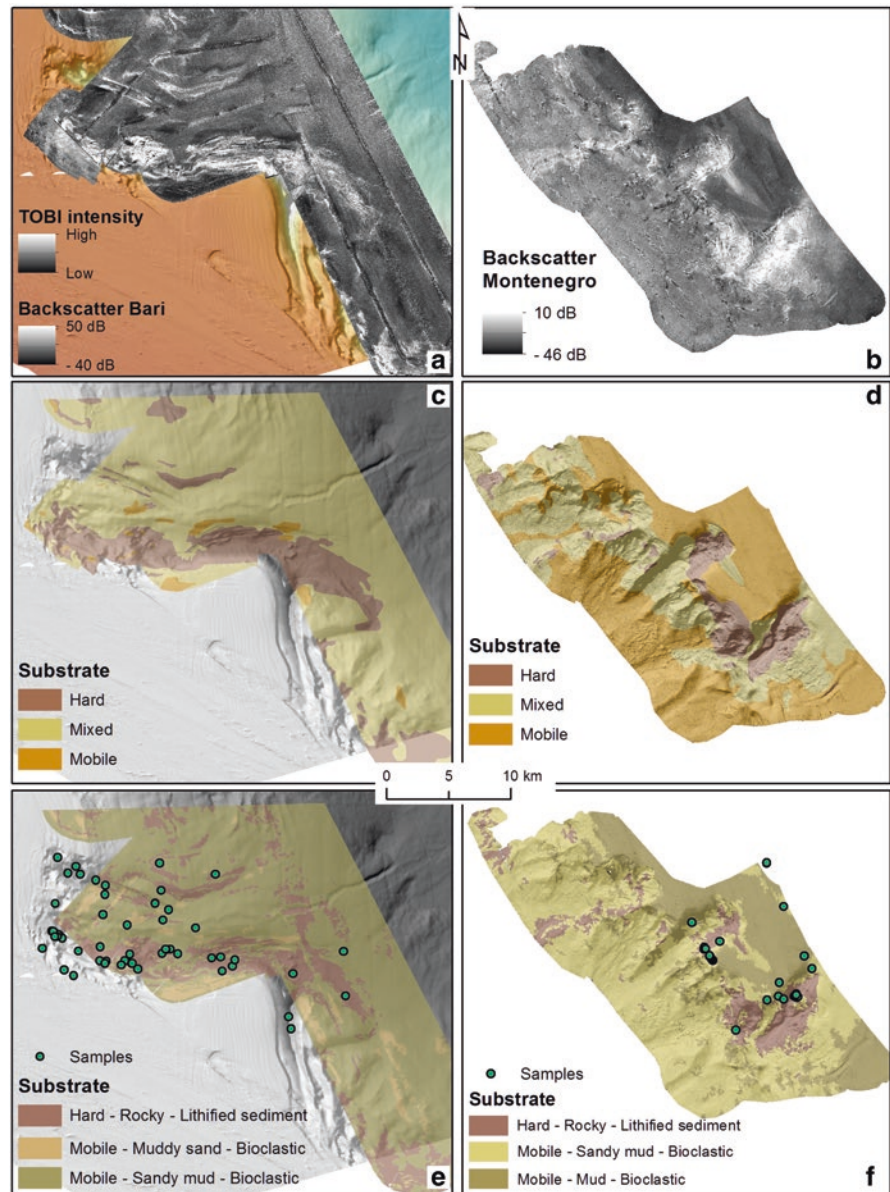 N
TOBI intensity
High
Low
Backscatter Bari
50 dB
- 40 dB
a
Backscatter
Montenegro
10 dB
-46 dB
b
c
Substrate
Hard
Mixed
Mobile
d
Substrate
Hard
Mixed
Mobile
0 5 10 km
Samples
Substrate
Hard - Rocky - Lithified sediment
Mobile - Muddy sand - Bioclastic
Mobile - Sandy mud - Bioclastic
e
Samples
Substrate
Hard - Rocky - Lithified sediment
Mobile - Sandy mud - Bioclastic
Mobile - Mud - Bioclastic
f